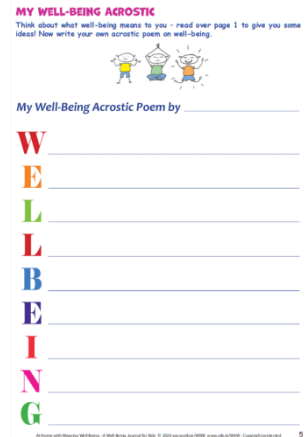 MY WELL-BEING ACROSTIC
Think about what well-being means to you - read over page 1 to give you some
ideas! Now write your own acrostic poem on well-being.
My Well-Being Acrostic Poem by
W
E
L
L
B
E
I
N
G
5